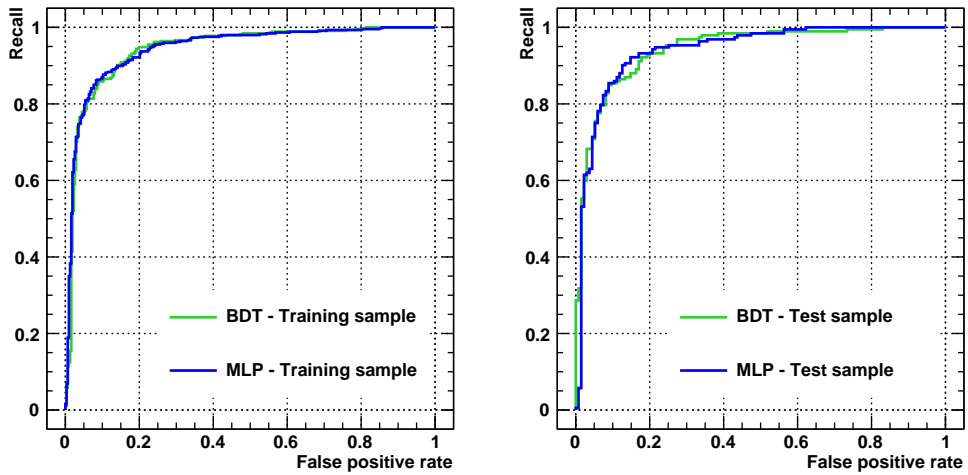 Recall
1
0.8
0.6
0.4
0.2
0
BDT - Training sample
MLP - Training sample
0 0.2 0.4 0.6 0.8 1
False positive rate
Recall
1
0.8
0.6
0.4
0.2
0
BDT - Test sample
MLP - Test sample
0 0.2 0.4 0.6 0.8 1
False positive rate